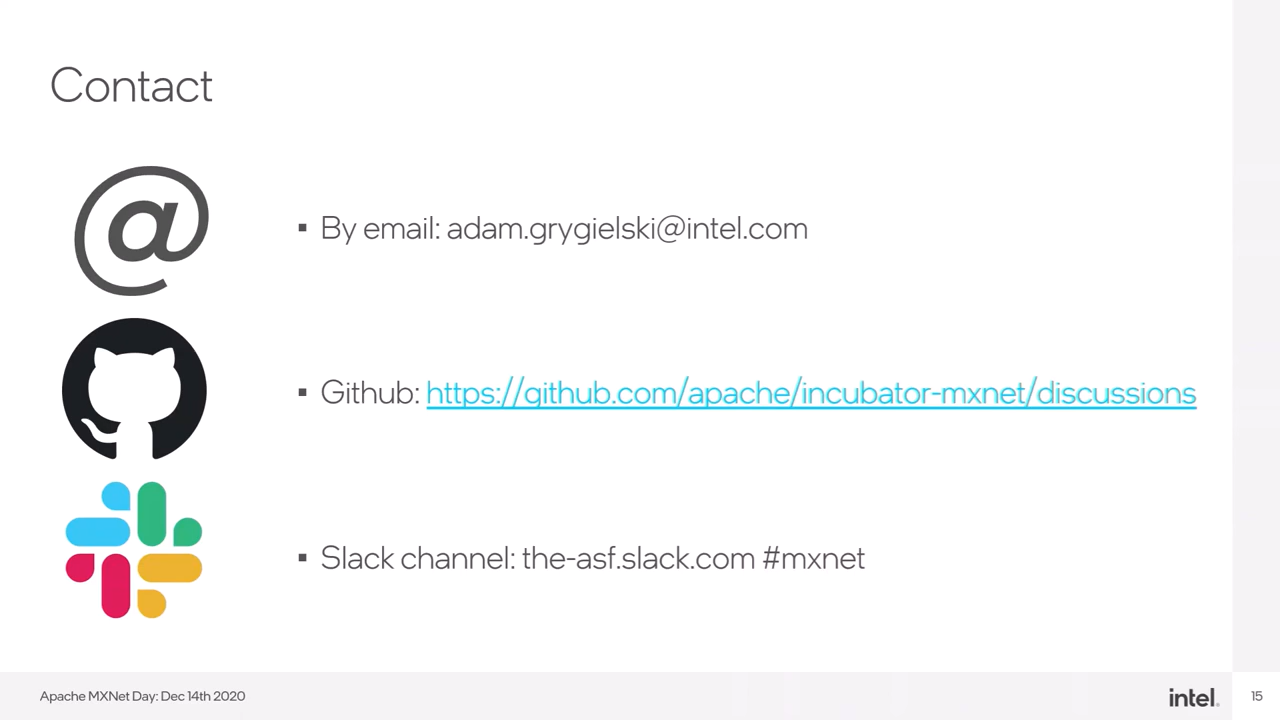 Contact
@
▪ By email: adam.grygielski@intel.com
▪ Github: https://github.com/apache/incubator-mxnet/discussions
▪ Slack channel: the-asf.slack.com #mxnet
Apache MXNet Day: Dec 14th 2020
intel.
15